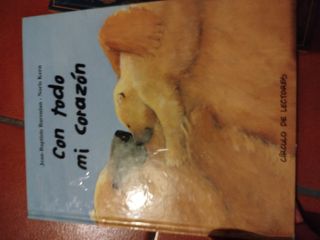 Jean-Baptiste Baronian - Noris Kern
Con todo
mi corazón
CÍRCULO DE LECTORES